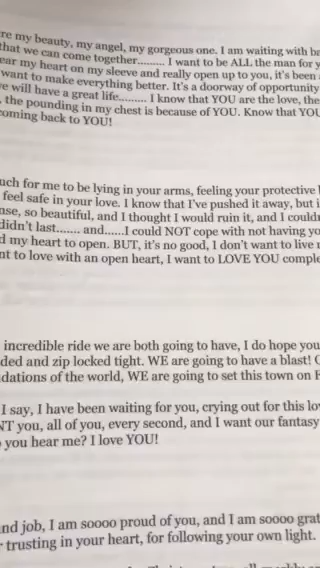 re my beauty, my angel, my gorgeous one. I am waiting with ba
that we can come together.......... I want to be ALL the man for y
ear my heart on my sleeve and really open up to you, it's been
want to make everything better. It's a doorway of opportunity
e will have a great life.......... I know that YOU are the love, the
, the pounding in my chest is because of YOU. Know that YOU
coming back to YOU!
uch for me to be lying in your arms, feeling your protective
feel safe in your love. I know that I've pushed it away, but i
nse, so beautiful, and I thought I would ruin it, and I could
didn't last....... and......I could NOT cope with not having yo
d my heart to open. BUT, it's no good, I don't want to live
nt to love with an open heart, I want to LOVE YOU comple
incredible ride we are both going to have, I do hope you
ded and zip locked tight. WE are going to have a blast!
dations of the world, WE are going to set this town on F
I say, I have been waiting for you, crying out for this lo
NT you, all of you, every second, and I want our fantasy
you hear me? I love YOU!
nd job, I am soooo proud of you, and I am soooo grat
trusting in your heart, for following your own light.